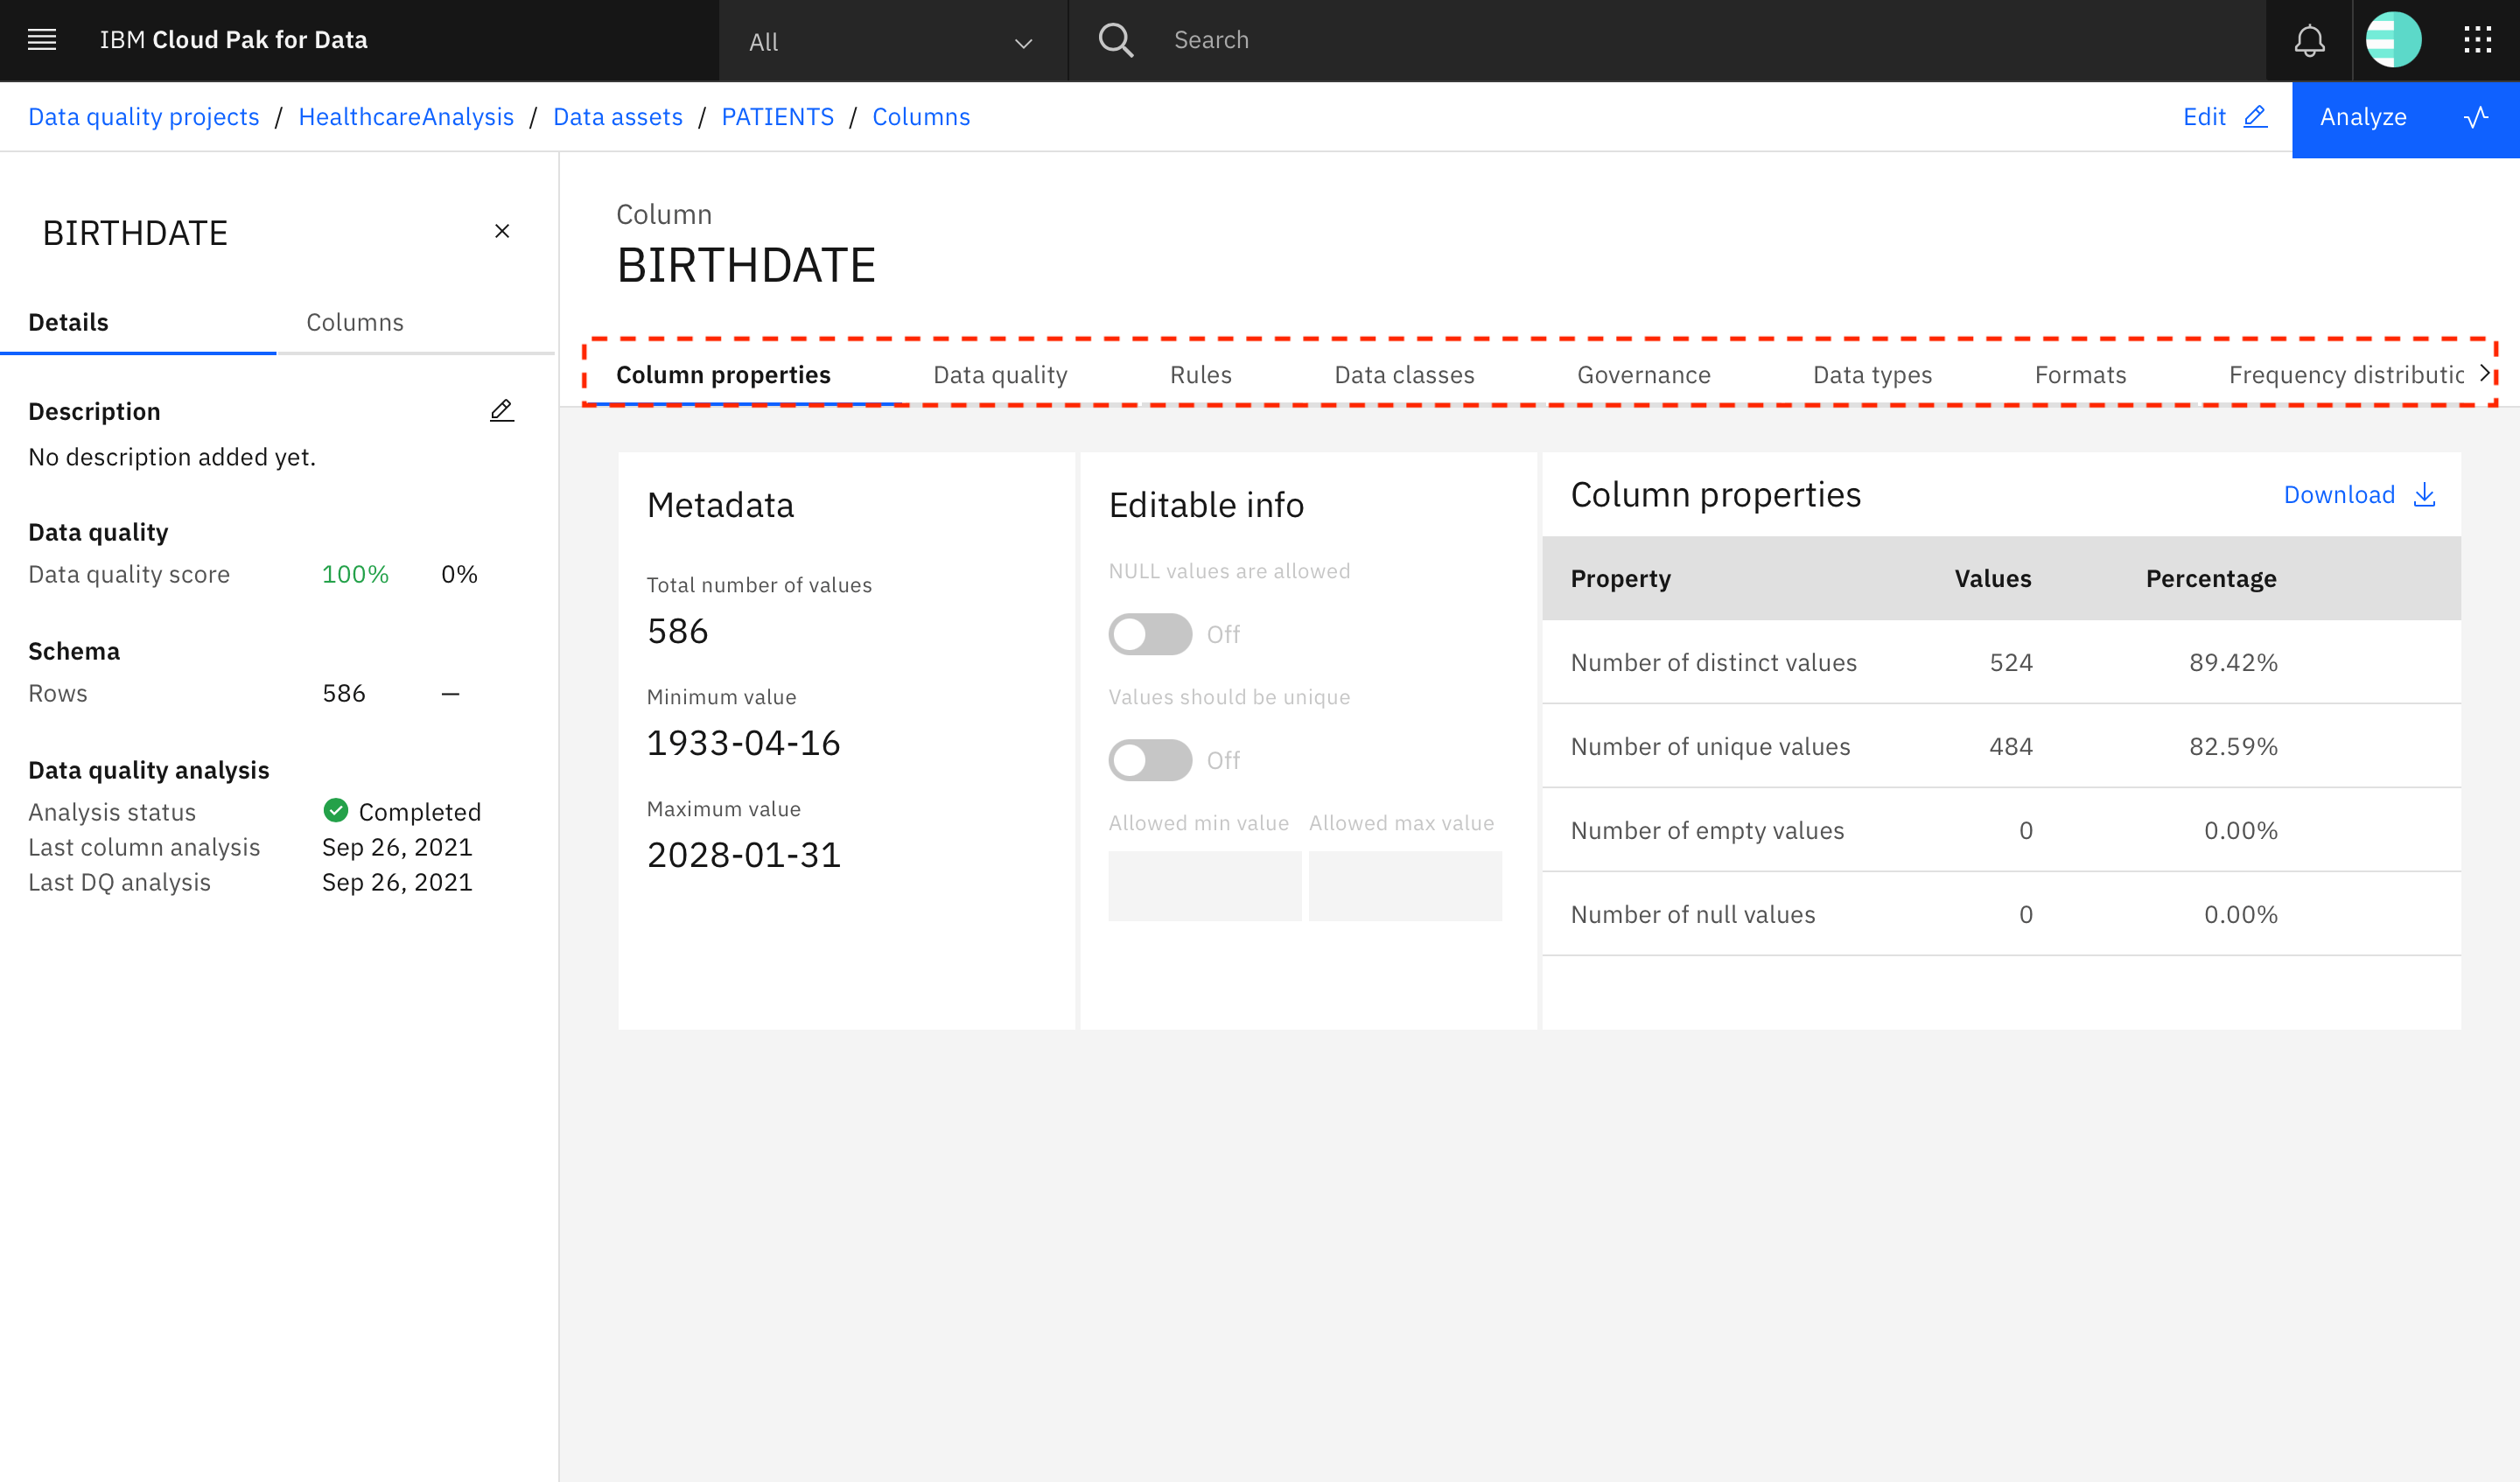 IBM Cloud Pak for Data
All
Search
Data quality projects / HealthcareAnalysis / Data assets / PATIENTS / Columns
Edit
Analyze
BIRTHDATE
Details Columns
Description
No description added yet.
Data quality
Data quality score 100% 0%
Schema
Rows 586 —
Data quality analysis
Analysis status Completed
Last column analysis Sep 26, 2021
Last DQ analysis Sep 26, 2021
Column
BIRTHDATE
Column properties Data quality Rules Data classes Governance Data types Formats Frequency distributic
Metadata
Total number of values
586
Minimum value
1933-04-16
Maximum value
2028-01-31
Editable info
NULL values are allowed
Off
Values should be unique
Off
Allowed min value Allowed max value
Column properties
Download
Property Values Percentage
Number of distinct values 524 89.42%
Number of unique values 484 82.59%
Number of empty values 0 0.00%
Number of null values 0 0.00%